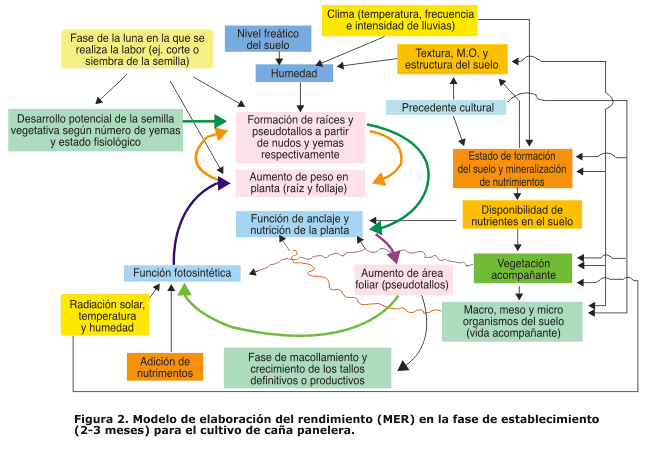 Clima (temperatura, frecuencia
e intensidad de lluvias)
Nivel freático
del suelo
Fase de la luna en la que se
realiza la labor (ej. corte o
siembra de la semilla)
Humedad
Textura, M.O. y
estructura del suelo
Precedente cultural
Desarrollo potencial de la semilla
vegetativa según número de yemas
y estado fisiológico
Formación de raíces y
pseudotallos a partir
de nudos y yemas
respectivamente
Estado de formación
del suelo y mineralización
de nutrimientos
Aumento de peso en
planta (raíz y follaje)
Disponibilidad de
nutrientes en el suelo
Función de anclaje y
nutrición de la planta
Vegetación
acompañante
Función fotosintética
Aumento de área
foliar (pseudotallos)
Radiación solar,
temperatura
y humedad
Macro, meso y micro
organismos del suelo
(vida acompañante)
Adición de
nutrimentos
Fase de macollamiento y
crecimiento de los tallos
definitivos o productivos
Figura 2. Modelo de elaboración del rendimiento (MER) en la fase de establecimiento
(2-3 meses) para el cultivo de caña panelera.